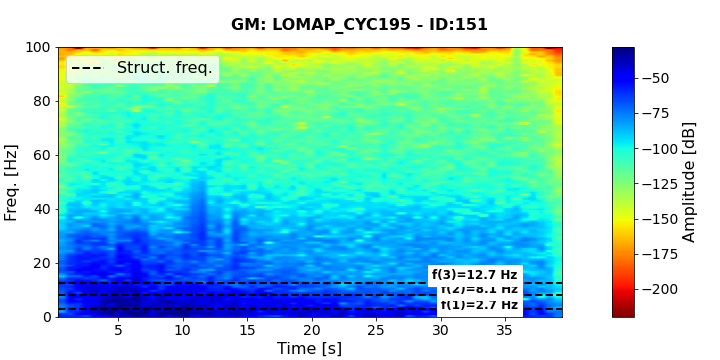 GM: LOMAP_CYC195 - ID:151
Struct. freq.
100
80
60
40
20
0
Freq. [Hz]
f(3)=12.7 Hz
f(2)=8.1 Hz
f(1)=2.7 Hz
5 10 15 20 25 30 35
Time [s]
−50
−75
−100
−125
−150
−175
−200
Amplitude [dB]